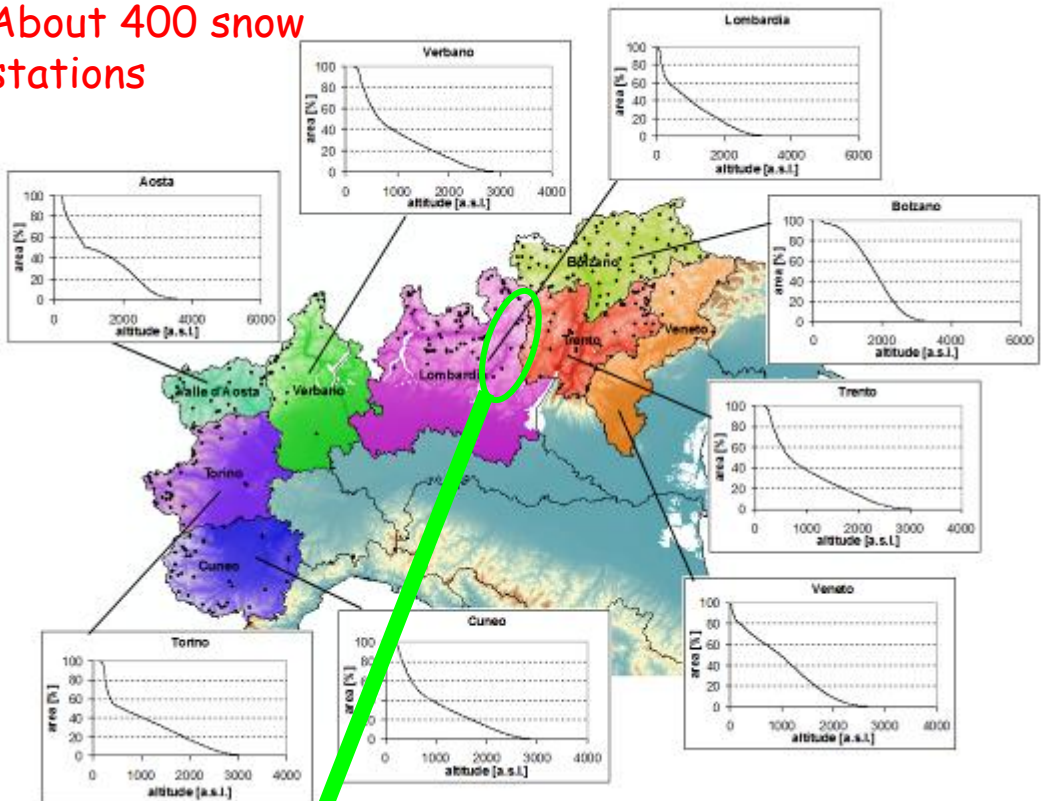 About 400 snow
stations
Verbano
area [%]
100
80
60
40
20
0
0 1000 2000 3000 4000
altitude [a.s.l.]
Lombardia
area [%]
100
80
60
40
20
0
0 2000 4000 6000
altitude [a.s.l.]
Aosta
area [%]
100
80
60
40
20
0
0 2000 4000 6000
altitude [a.s.l.]
Bolzano
area [%]
100
80
60
40
20
0
0 2000 4000 6000
altitude [a.s.l.]
Bolzano
Trento
Veneto
Lombardia
Valle d'Aosta
Verbano
Torino
Cuneo
Trento
area [%]
100
80
60
40
20
0
0 1000 2000 3000 4000
altitude [a.s.l.]
Veneto
area [%]
100
80
60
40
20
0
0 1000 2000 3000 4000
altitude [a.s.l.]
Cuneo
area [%]
100
80
60
20
0
0 1000 2000 3000 4000
altitude [a.s.l.]
Torino
area [%]
100
80
60
40
20
0
0 1000 2000 3000 4000
altitude [a.s.l.]